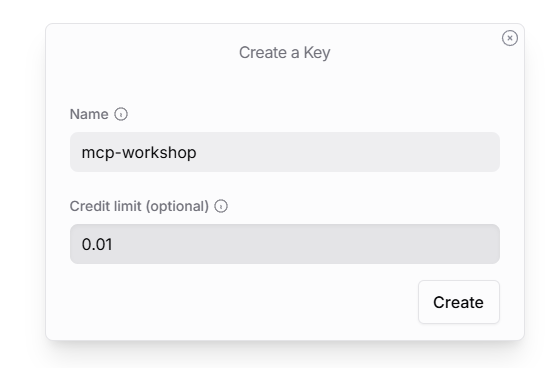 Create a Key
Name
mcp-workshop
Credit limit (optional)
0.01
Create